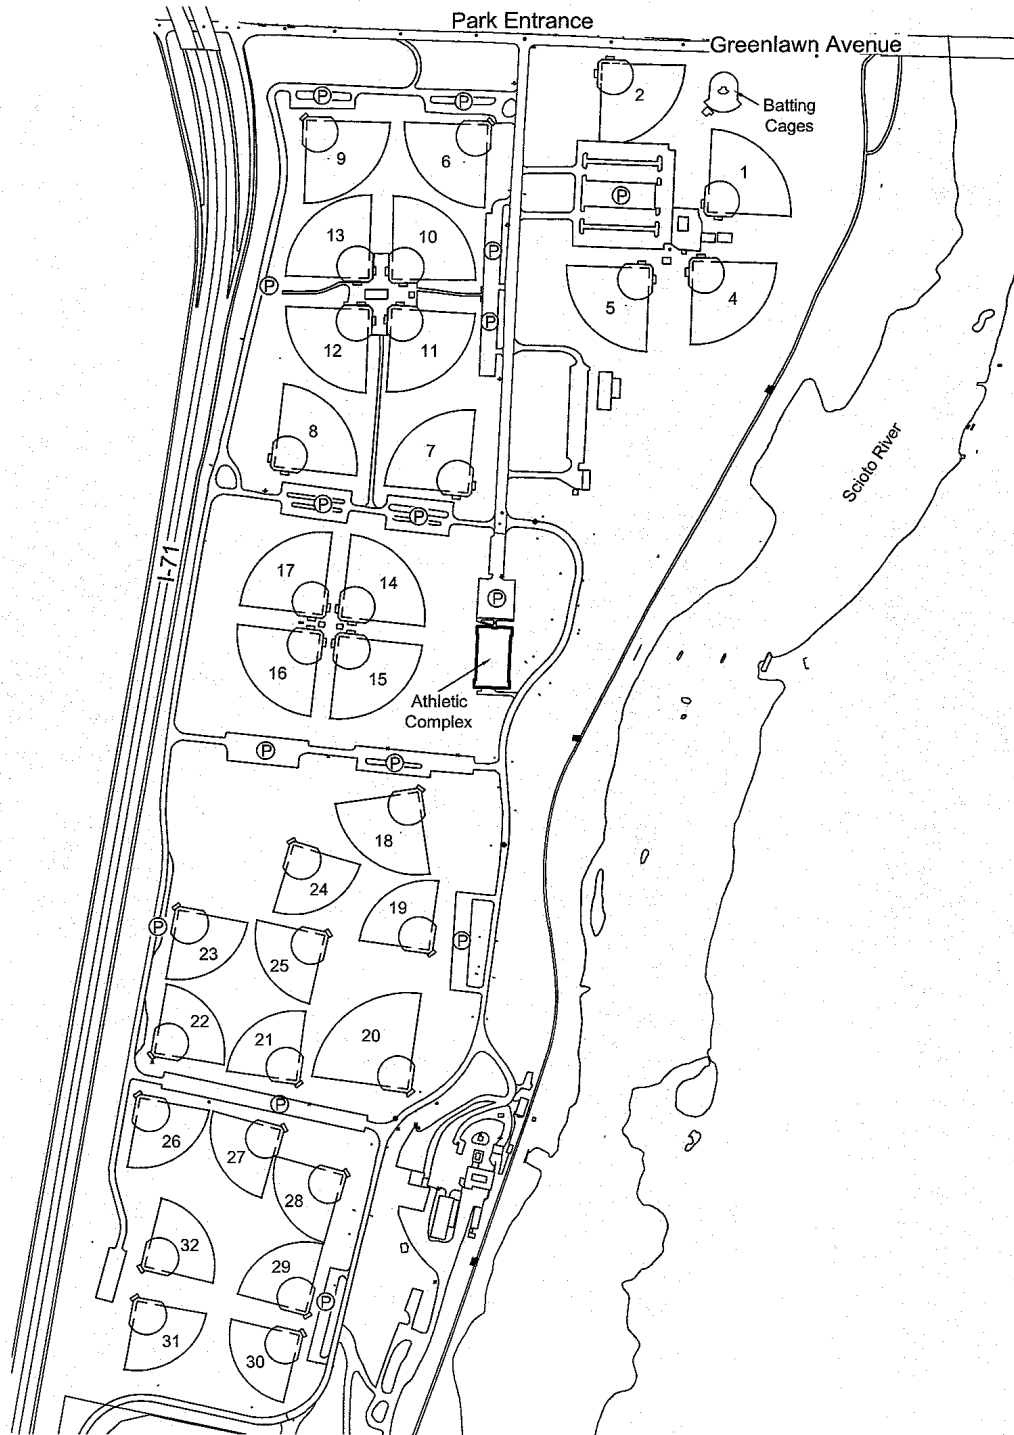 Park Entrance
Greenlawn Avenue
2
Batting
Cages
P
P
9
6
1
P
13
10
P
P
5
4
P
12
11
8
7
Scioto River
P
P
I-71
17
14
P
16
15
Athletic
Complex
P
P
18
24
19
23
25
P
P
22
21
20
P
26
27
28
32
29
P
31
30